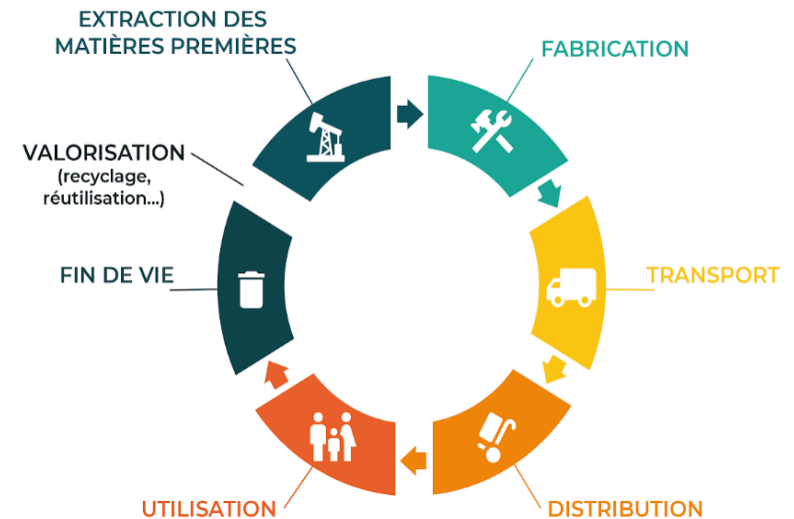 EXTRACTION DES
MATIÈRES PREMIÈRES
FABRICATION
VALORISATION
(recyclage,
réutilisation...)
FIN DE VIE
TRANSPORT
UTILISATION
DISTRIBUTION